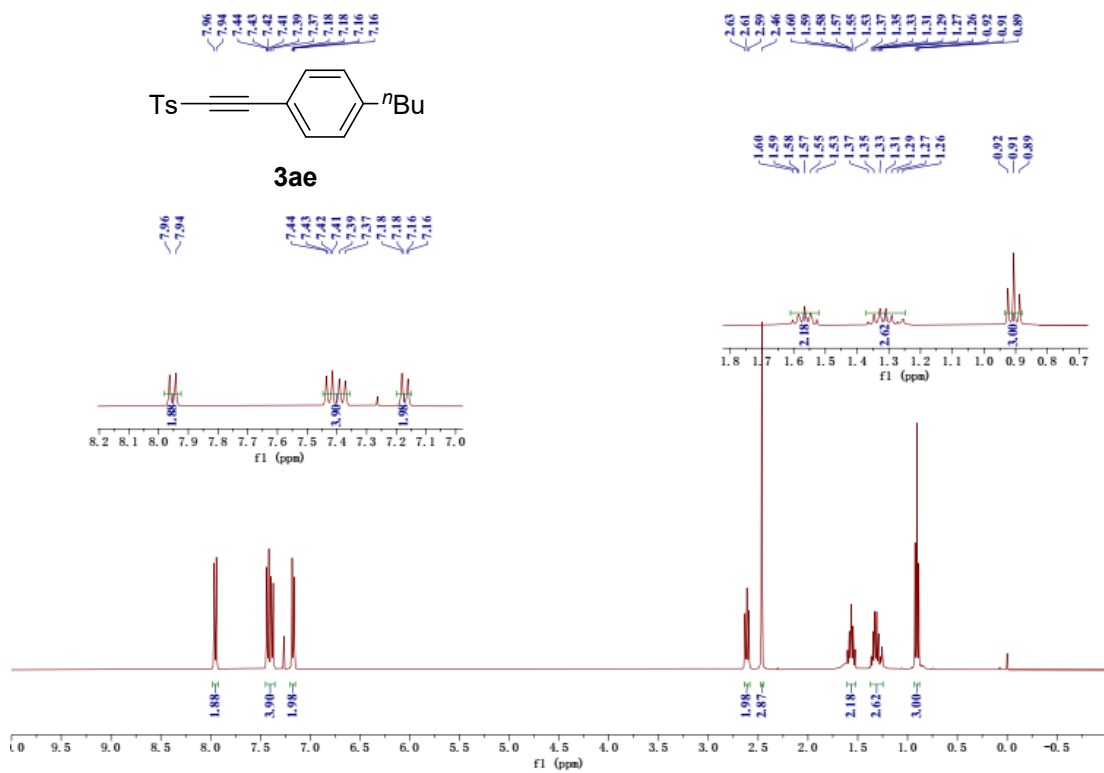 7.96 7.94 7.44 7.43 7.42 7.41 7.39 7.37 7.18 7.18 7.16 7.16
2.63 2.61 2.59 2.46 1.60 1.59 1.58 1.57 1.55 1.53 1.37 1.35 1.33 1.31 1.29 1.27 1.26 0.92 0.91 0.89
Ts nBu
3ae
1.60 1.59 1.58 1.57 1.55 1.53 1.37 1.35 1.33 1.31 1.29 1.27 1.26 0.92 0.91 0.89
7.96 7.94 7.44 7.43 7.42 7.41 7.39 7.37 7.18 7.18 7.16 7.16
2.18 2.62 3.00
1.8 1.7 1.6 1.5 1.4 1.3 1.2 1.1 1.0 0.9 0.8 0.7
f1 (ppm)
1.88 3.90 1.98
8.2 8.1 8.0 7.9 7.8 7.7 7.6 7.5 7.4 7.3 7.2 7.1 7.0
f1 (ppm)
1.88 3.90 1.98 1.98 2.87 2.18 2.62 3.00
.0 9.5 9.0 8.5 8.0 7.5 7.0 6.5 6.0 5.5 5.0 4.5 4.0 3.5 3.0 2.5 2.0 1.5 1.0 0.5 0.0 -0.5
f1 (ppm)